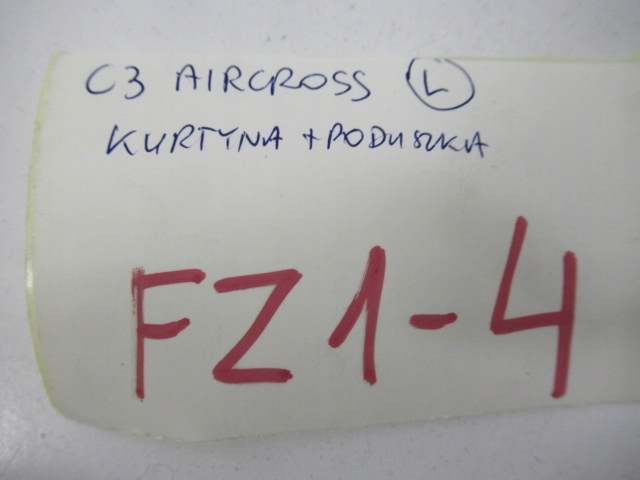 C3 AIRCROSS L
KURTYNA + PODUSZKA
FZ1-4